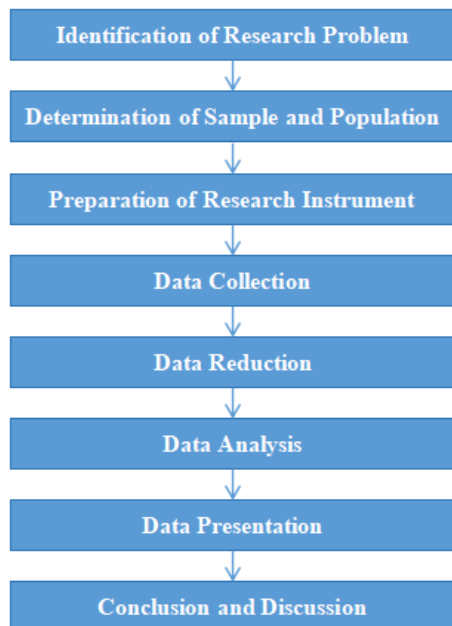 Identification of Research Problem
Determination of Sample and Population
Preparation of Research Instrument
Data Collection
Data Reduction
Data Analysis
Data Presentation
Conclusion and Discussion